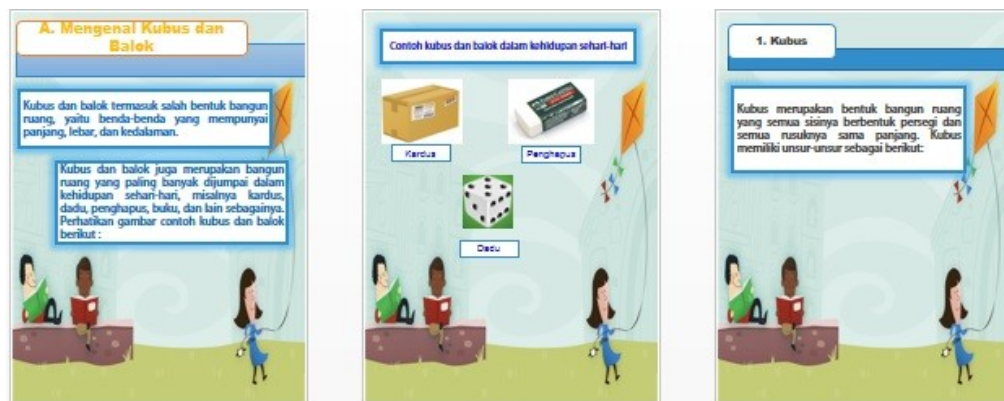 A. Mengenal Kubus dan
Balok
Kubus dan balok termasuk salah bentuk bangun
ruang, yaitu benda-benda yang mempunyai
panjang, lebar, dan kedalaman.
Kubus dan balok juga merupakan bangun
ruang yang paling banyak dijumpai dalam
kehidupan sehari-hari, misalnya kardus,
dadu, penghapus, buku, dan lain sebagainya.
Perhatikan gambar contoh kubus dan balok
berikut :
Contoh kubus dan balok dalam kehidupan sehari-hari
Kardus
Penghapus
Dadu
1. Kubus
Kubus merupakan bentuk bangun ruang
yang semua sisinya berbentuk persegi dan
semua rusuknya sama panjang. Kubus
memiliki unsur-unsur sebagai berikut: